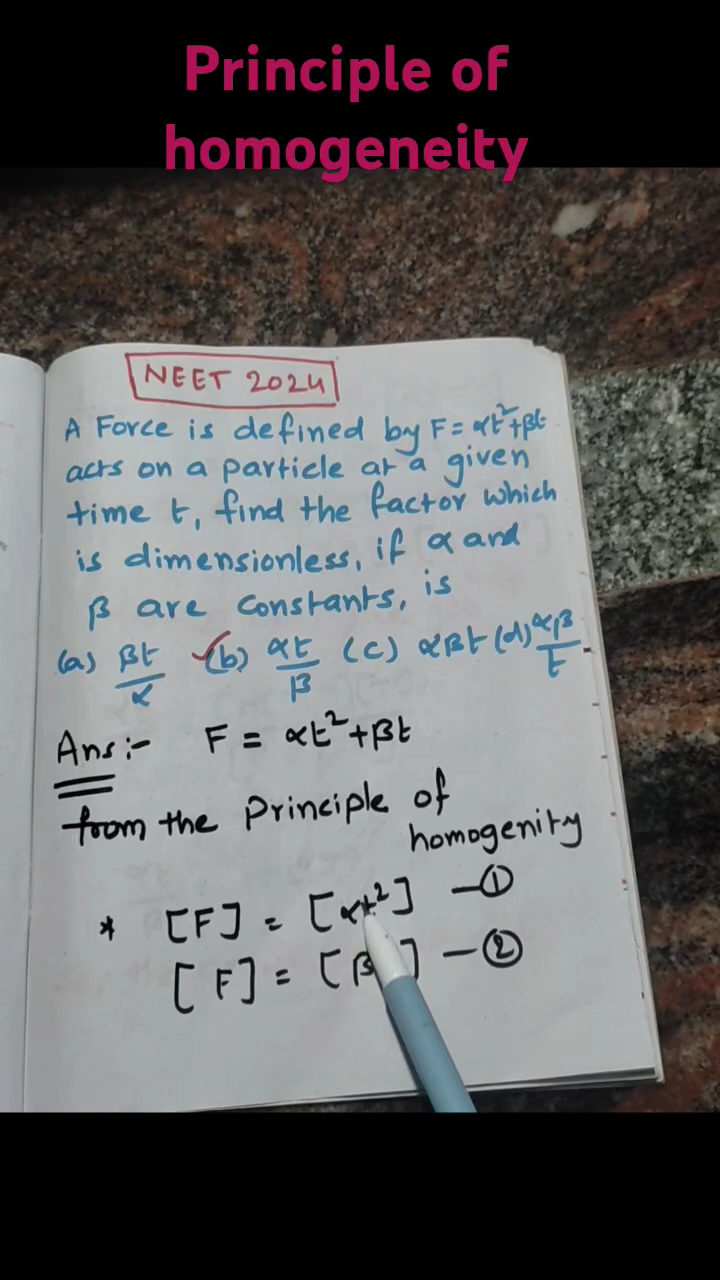 Principle of
homogeneity
NEET 2024
A Force is defined by F = αt²+βt
acts on a particle at a given
time t, find the factor which
is dimensionless, if α and
β are constants, is
(a) βt/α (b) αt/β (c) αβt (d) αβ/t
Ans :- F = αt²+βt
from the Principle of
homogenity
* [F] = [αt²] —①
[F] = [β ] —②